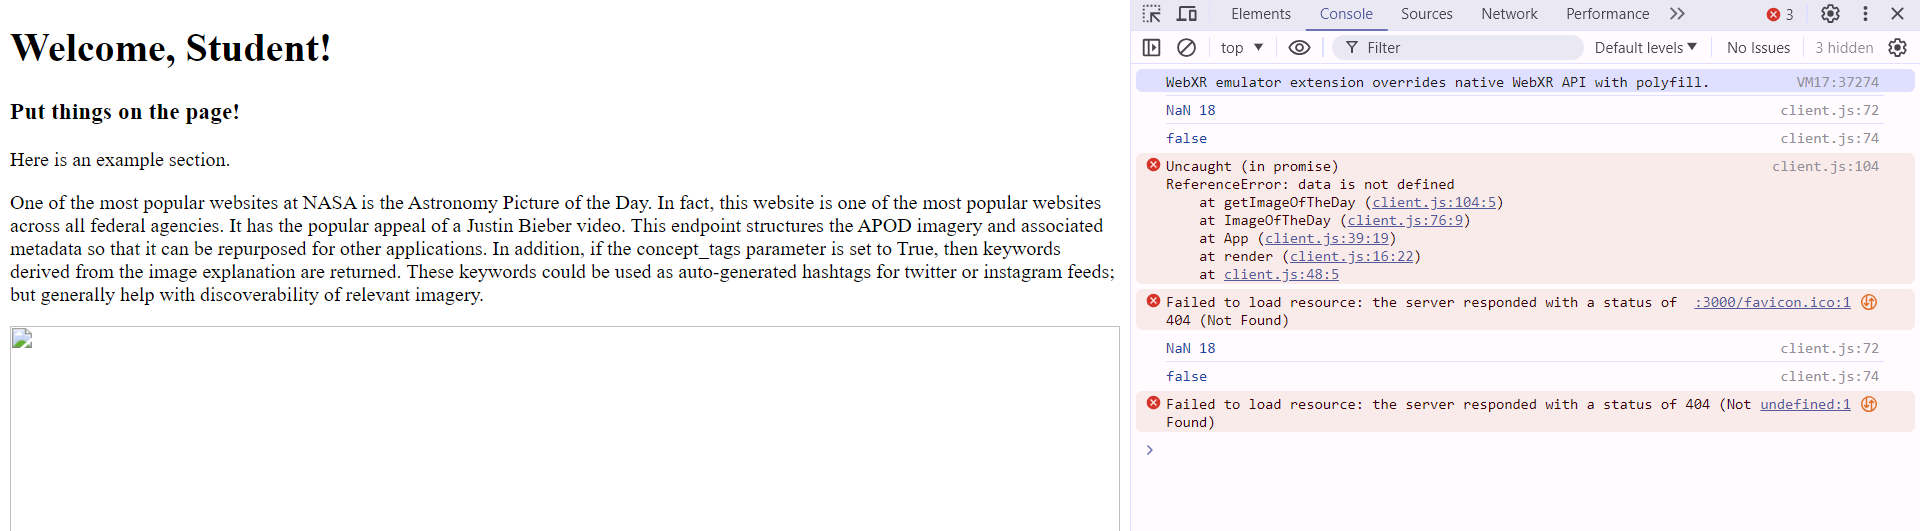 Welcome, Student!
Put things on the page!
Here is an example section.
One of the most popular websites at NASA is the Astronomy Picture of the Day. In fact, this website is one of the most popular websites
across all federal agencies. It has the popular appeal of a Justin Bieber video. This endpoint structures the APOD imagery and associated
metadata so that it can be repurposed for other applications. In addition, if the concept_tags parameter is set to True, then keywords
derived from the image explanation are returned. These keywords could be used as auto-generated hashtags for twitter or instagram feeds;
but generally help with discoverability of relevant imagery.
Elements Console Sources Network Performance 3
top Filter Default levels No Issues 3 hidden
WebXR emulator extension overrides native WebXR API with polyfill. VM17:37274
NaN 18 client.js:72
false client.js:74
Uncaught (in promise) client.js:104
ReferenceError: data is not defined
at getImageOfTheDay (client.js:104:5)
at ImageOfTheDay (client.js:76:9)
at App (client.js:39:19)
at render (client.js:16:22)
at client.js:48:5
Failed to load resource: the server responded with a status of :3000/favicon.ico:1
404 (Not Found)
NaN 18 client.js:72
false client.js:74
Failed to load resource: the server responded with a status of 404 (Not undefined:1
Found)